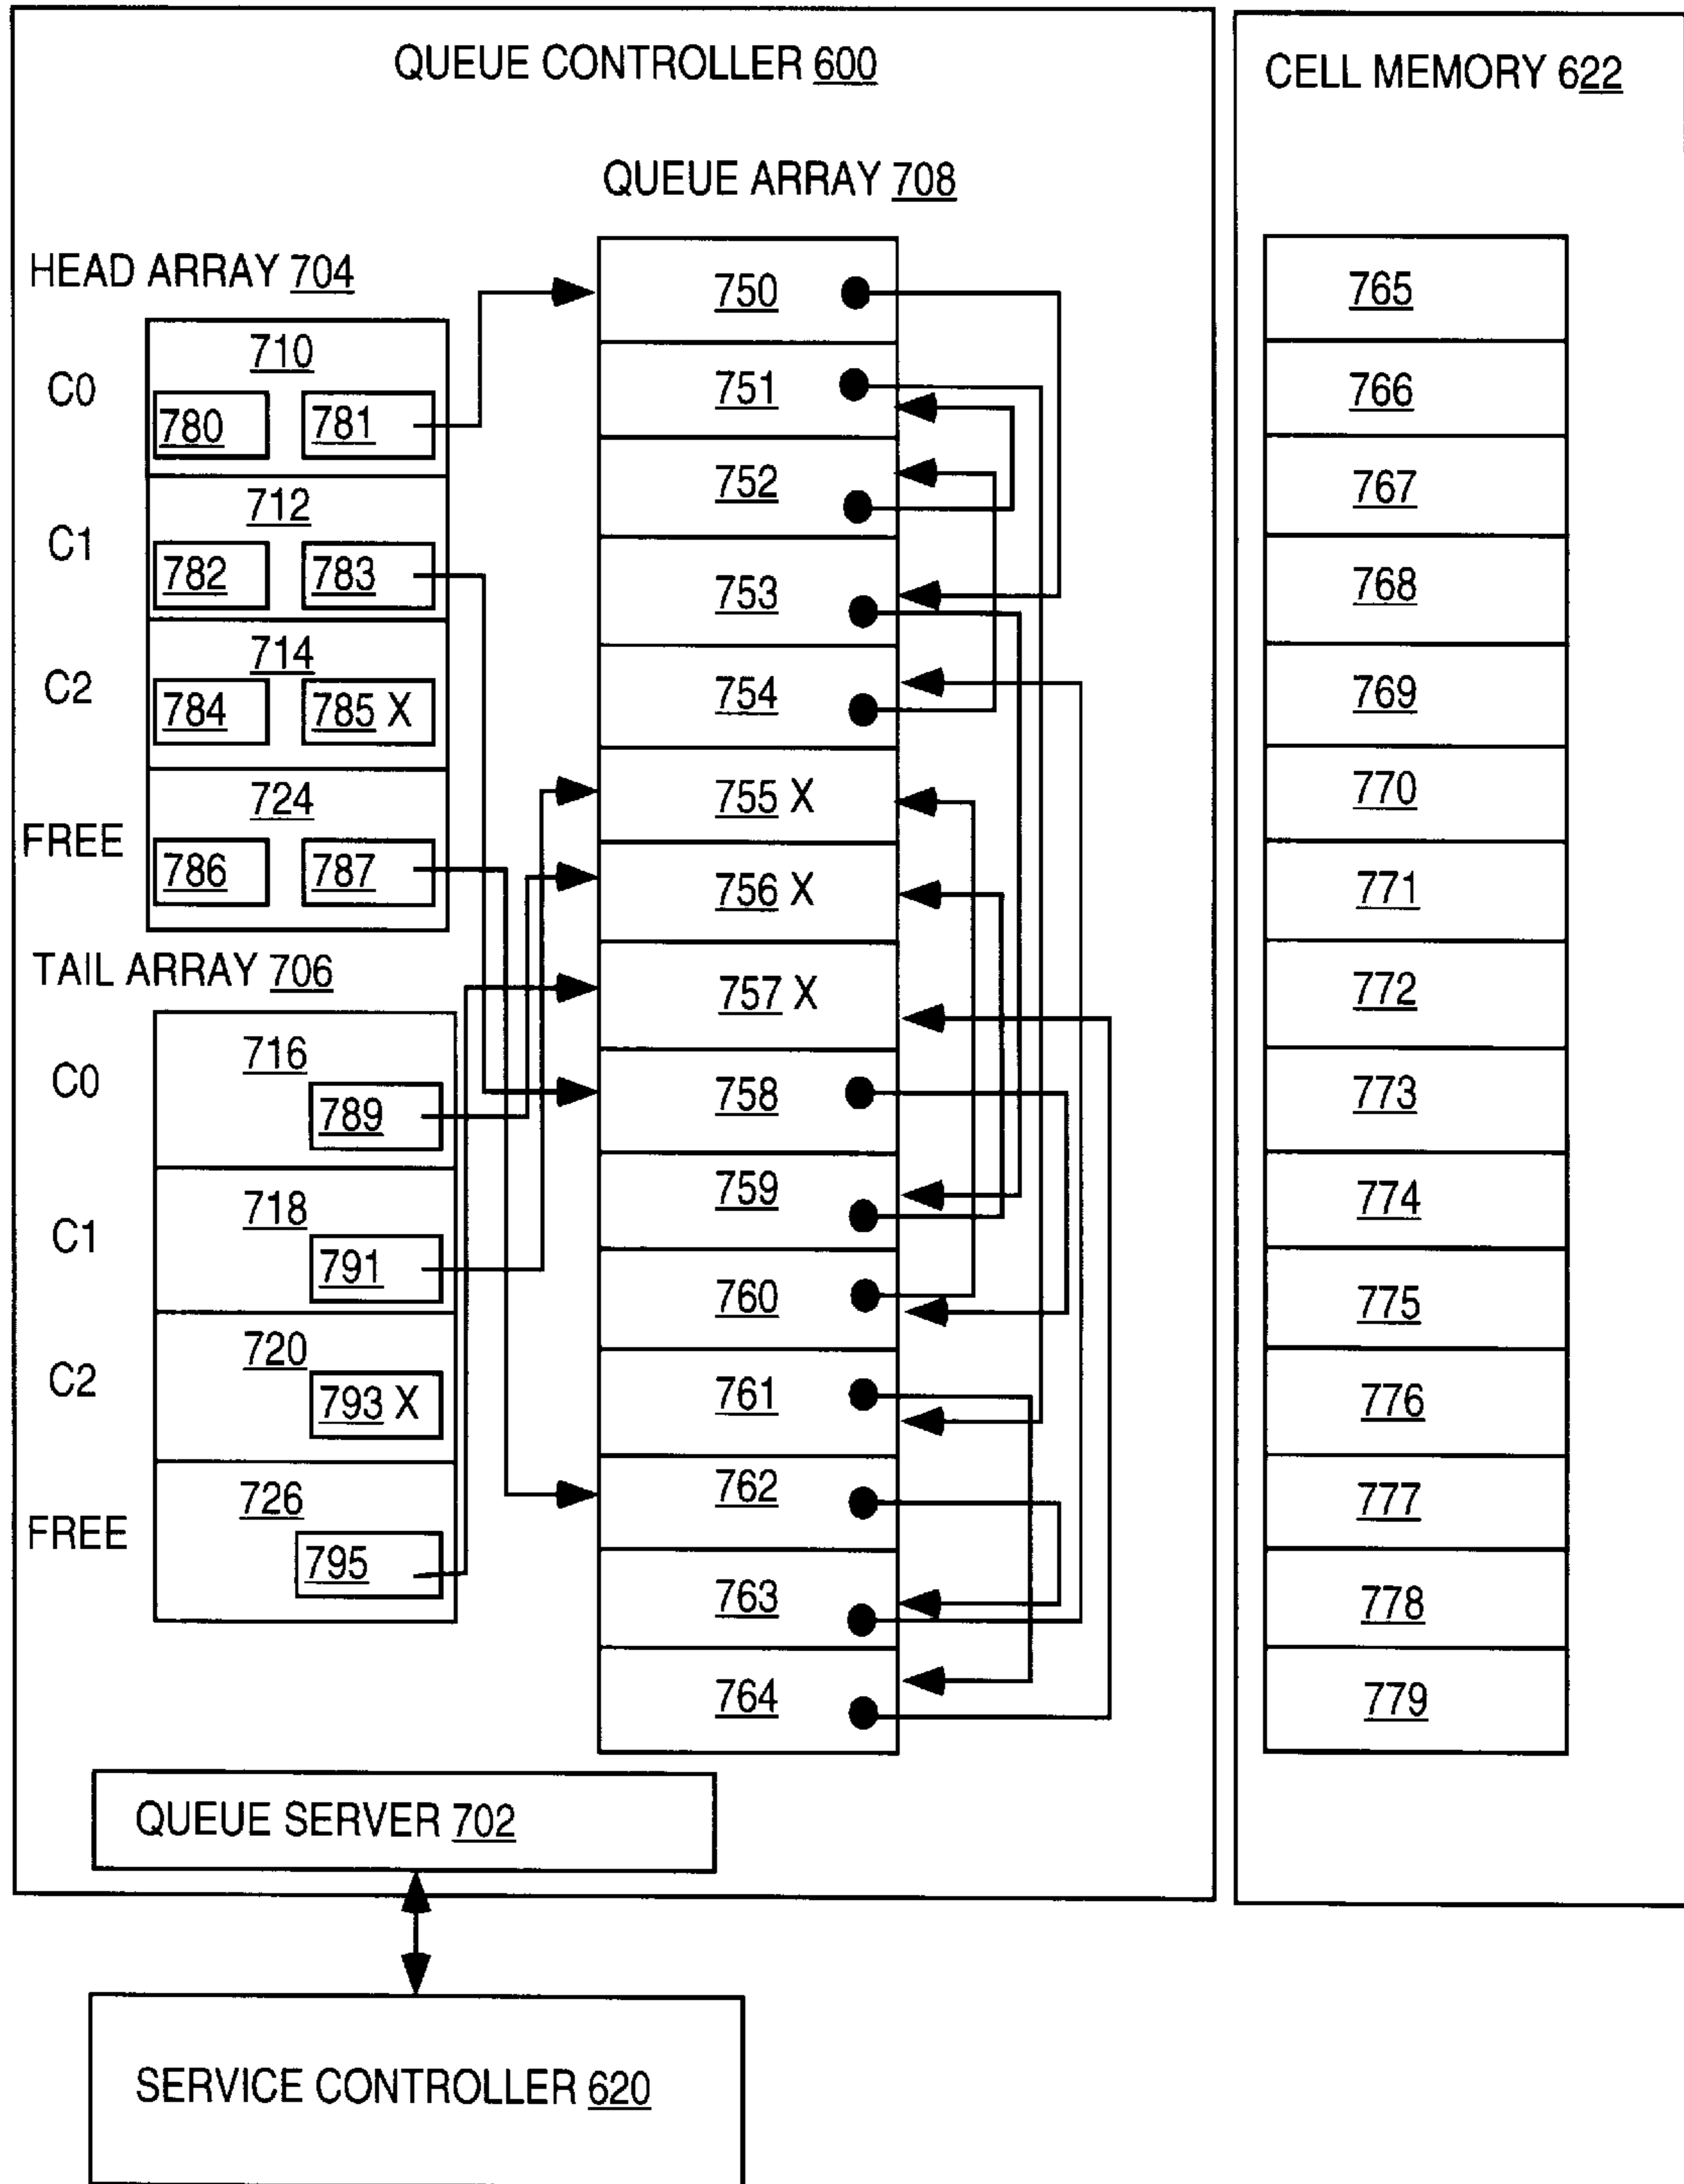 QUEUE CONTROLLER 600
CELL MEMORY 622
QUEUE ARRAY 708
HEAD ARRAY 704
C0
710
780
781
C1
712
782
783
C2
714
784
785 X
FREE
724
786
787
TAIL ARRAY 706
C0
716
789
C1
718
791
C2
720
793 X
FREE
726
795
750
751
752
753
754
755 X
756 X
757 X
758
759
760
761
762
763
764
765
766
767
768
769
770
771
772
773
774
775
776
777
778
779
QUEUE SERVER 702
SERVICE CONTROLLER 620